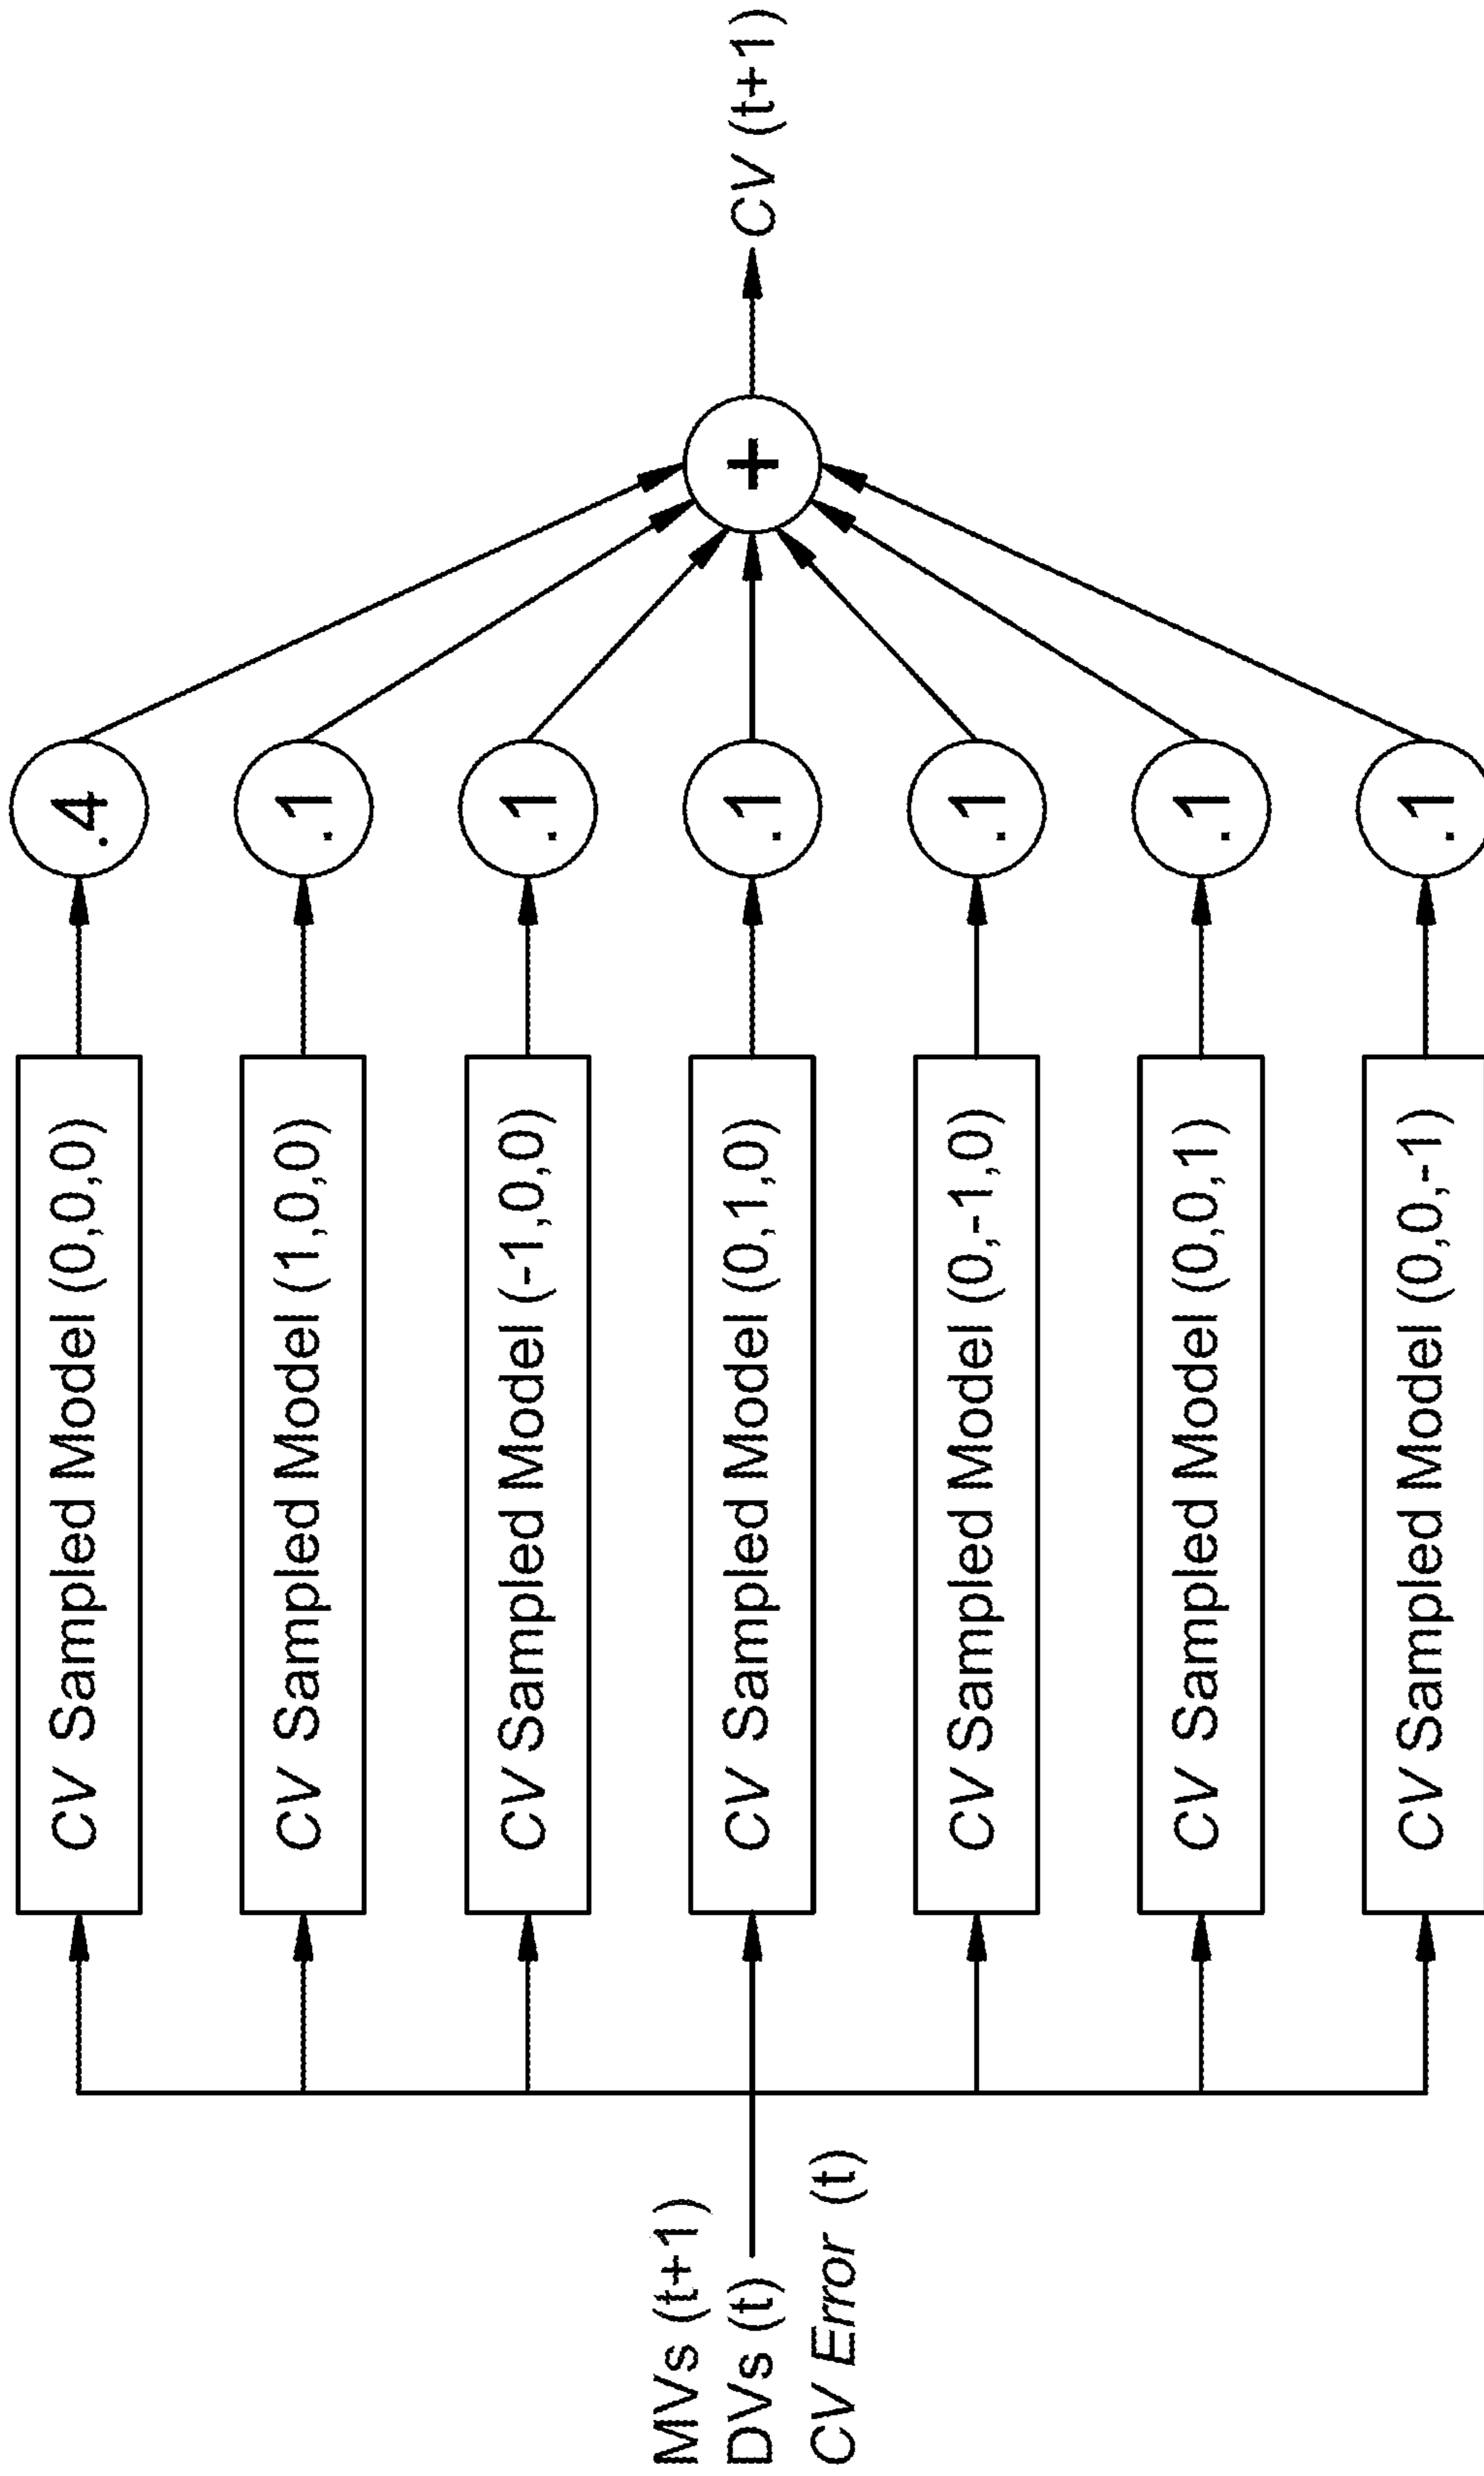 MVs (t+1)
DVs (t)
CV Error (t)
CV Sampled Model (0,0,0)
.4
CV Sampled Model (1,0,0)
.1
CV Sampled Model (-1,0,0)
.1
CV Sampled Model (0,1,0)
.1
CV Sampled Model (0,-1,0)
.1
CV Sampled Model (0,0,1)
.1
CV Sampled Model (0,0,-1)
.1
+
CV (t+1)